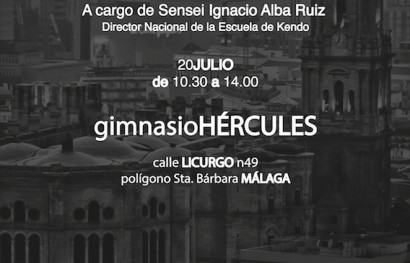 A cargo de Sensei Ignacio Alba Ruiz
Director Nacional de la Escuela de Kendo
20JULIO
de 10.30 a 14.00
gimnasioHÉRCULES
calle LICURGO n49
polígono Sta. Bárbara MÁLAGA